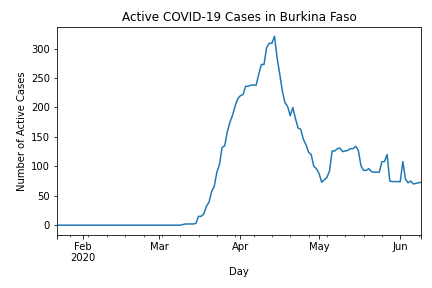 Active COVID-19 Cases in Burkina Faso
Number of Active Cases
300
250
200
150
100
50
0
Feb
2020
Mar
Apr
May
Jun
Day